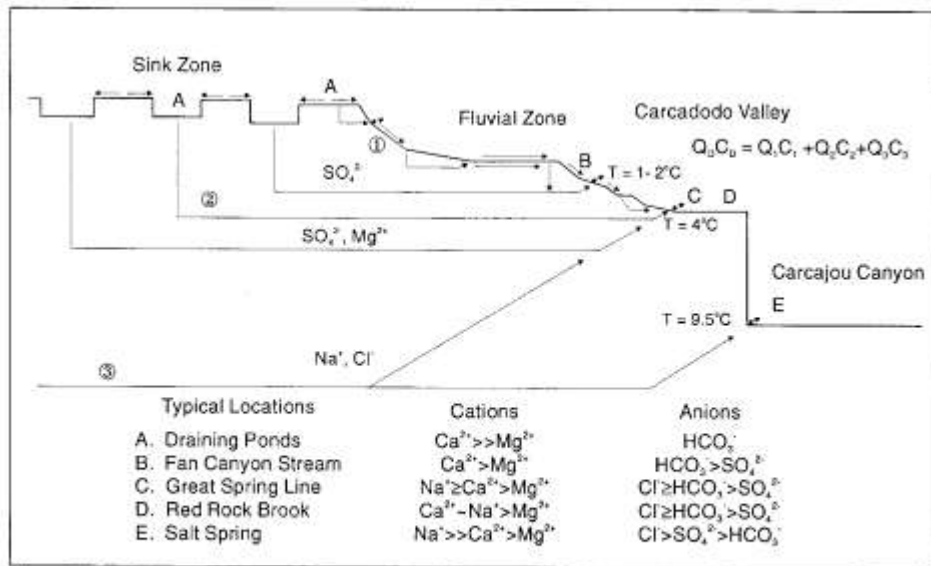 Sink Zone
A
A
Fluvial Zone
Carcadodo Valley
QDCD = Q1C1 + Q2C2 + Q3C3
①
B
T = 1 - 2°C
SO₄²⁻
②
C
D
T = 4°C
SO₄²⁻, Mg²⁺
Carcajou Canyon
E
T = 9.5°C
Na⁺, Cl⁻
③
Typical Locations Cations Anions
A. Draining Ponds Ca²⁺>>Mg²⁺ HCO₃⁻
B. Fan Canyon Stream Ca²⁺>Mg²⁺ HCO₃⁻>SO₄²⁻
C. Great Spring Line Na⁺≥Ca²⁺>Mg²⁺ Cl⁻≥HCO₃⁻>SO₄²⁻
D. Red Rock Brook Ca²⁺~Na⁺>Mg²⁺ Cl⁻≥HCO₃⁻>SO₄²⁻
E. Salt Spring Na⁺>>Ca²⁺>Mg²⁺ Cl⁻>SO₄²⁻>HCO₃⁻